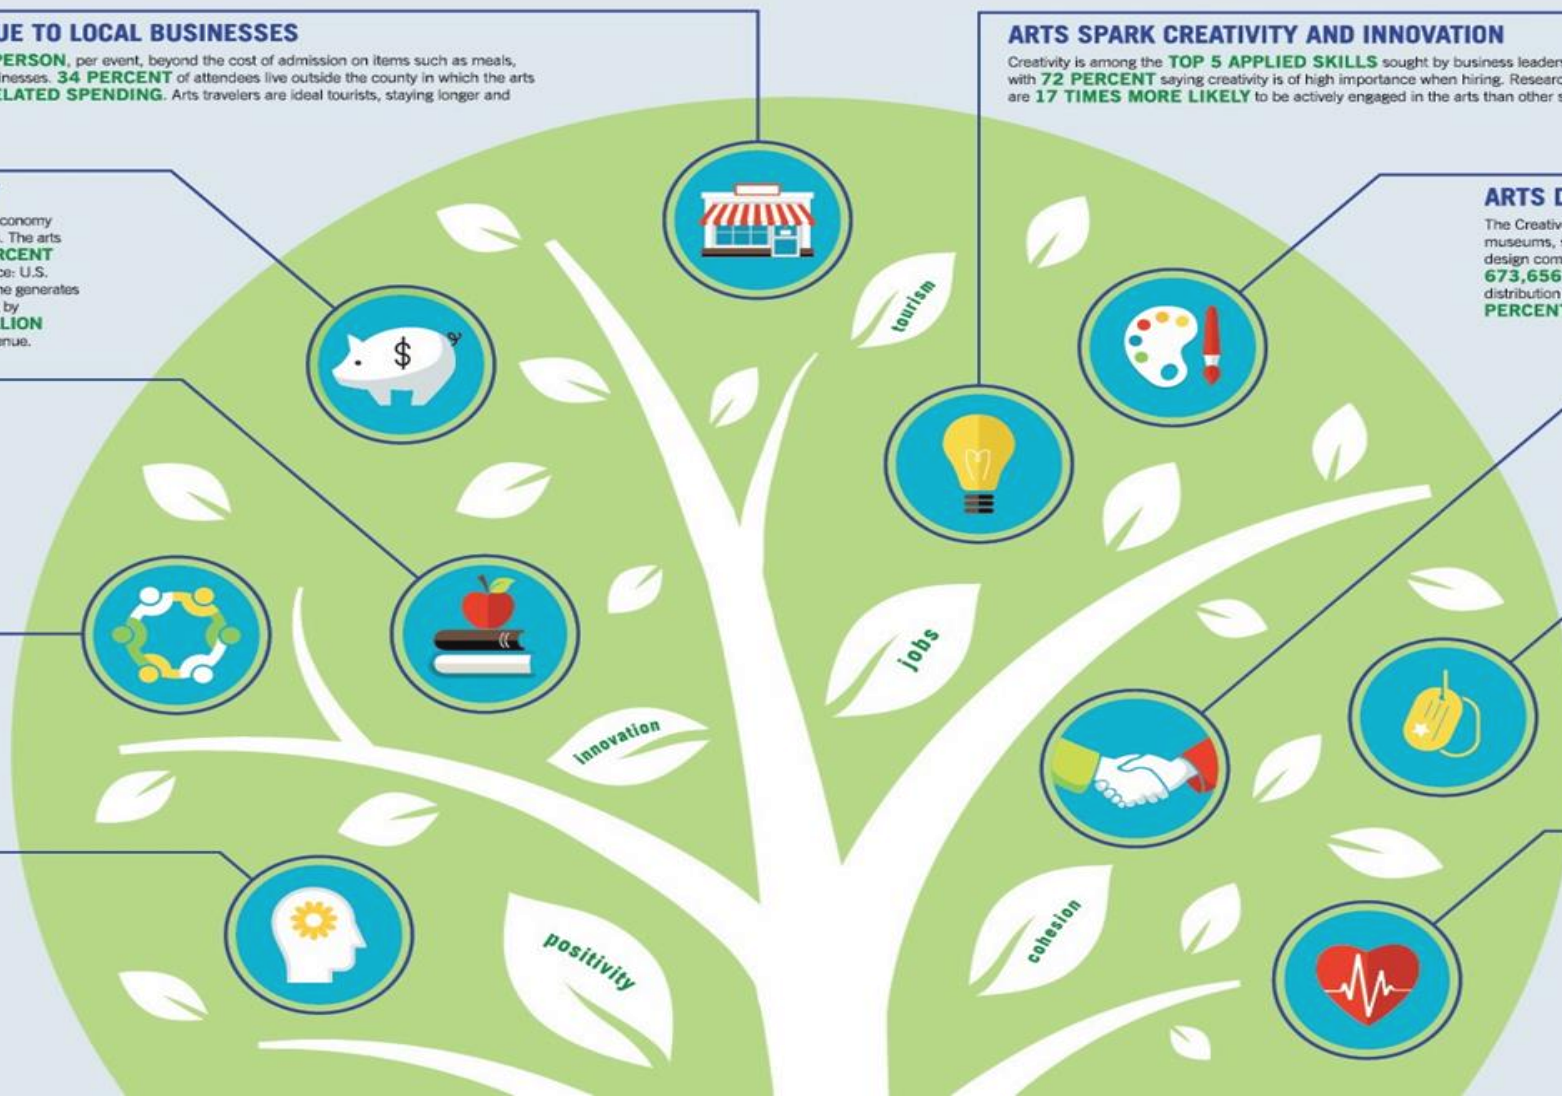 UE TO LOCAL BUSINESSES
PERSON, per event, beyond the cost of admission on items such as meals,
inesses. 34 PERCENT of attendees live outside the county in which the arts
ELATED SPENDING. Arts travelers are ideal tourists, staying longer and
ARTS SPARK CREATIVITY AND INNOVATION
Creativity is among the TOP 5 APPLIED SKILLS sought by business leaders
with 72 PERCENT saying creativity is of high importance when hiring. Researc
are 17 TIMES MORE LIKELY to be actively engaged in the arts than other s
conomy
. The arts
RCENT
ce: U.S.
ne generates
by
LION
enue.
ARTS D
The Creativ
museums, s
design com
673,656
distribution
PERCENT
$
tourism
jobs
innovation
positivity
cohesion